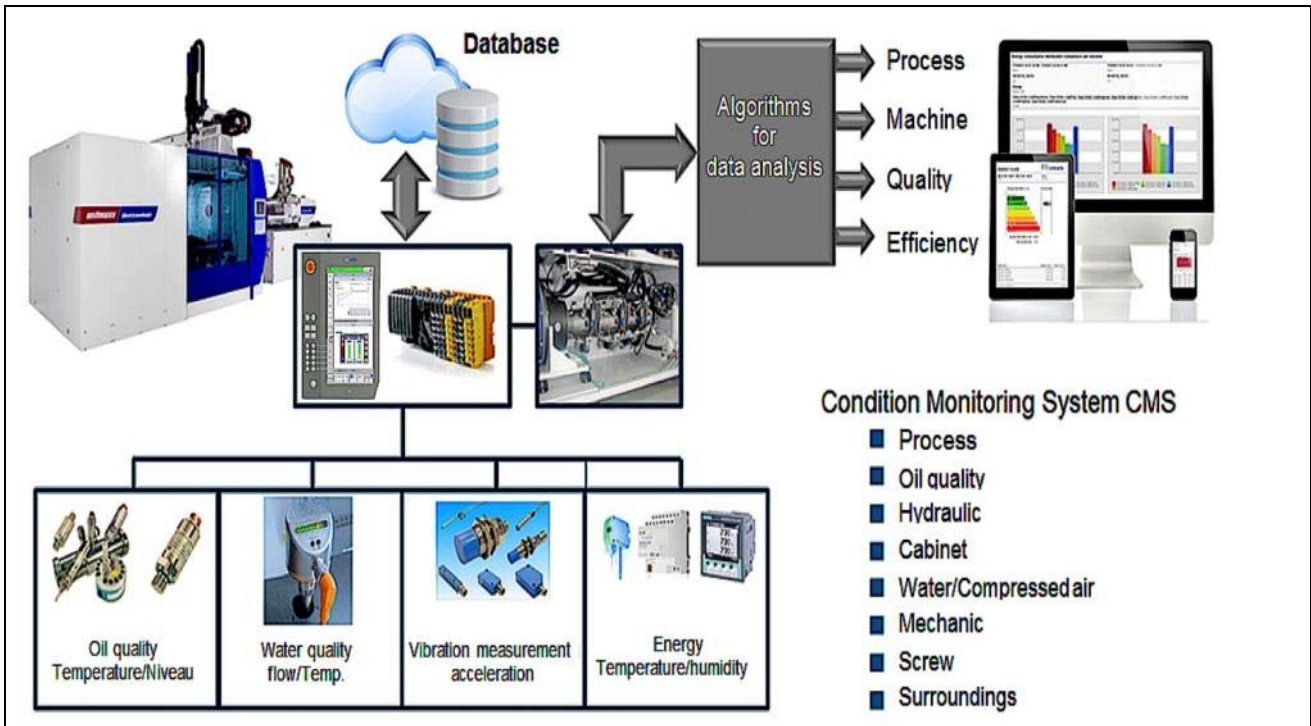 Database
Algorithms
for
data analysis
Process
Machine
Quality
Efficiency
Condition Monitoring System CMS
Process
Oil quality
Hydraulic
Cabinet
Water/Compressed air
Mechanic
Screw
Surroundings
Oil quality
Temperature/Niveau
Water quality
flow/Temp.
Vibration measurement
acceleration
Energy
Temperature/humidity